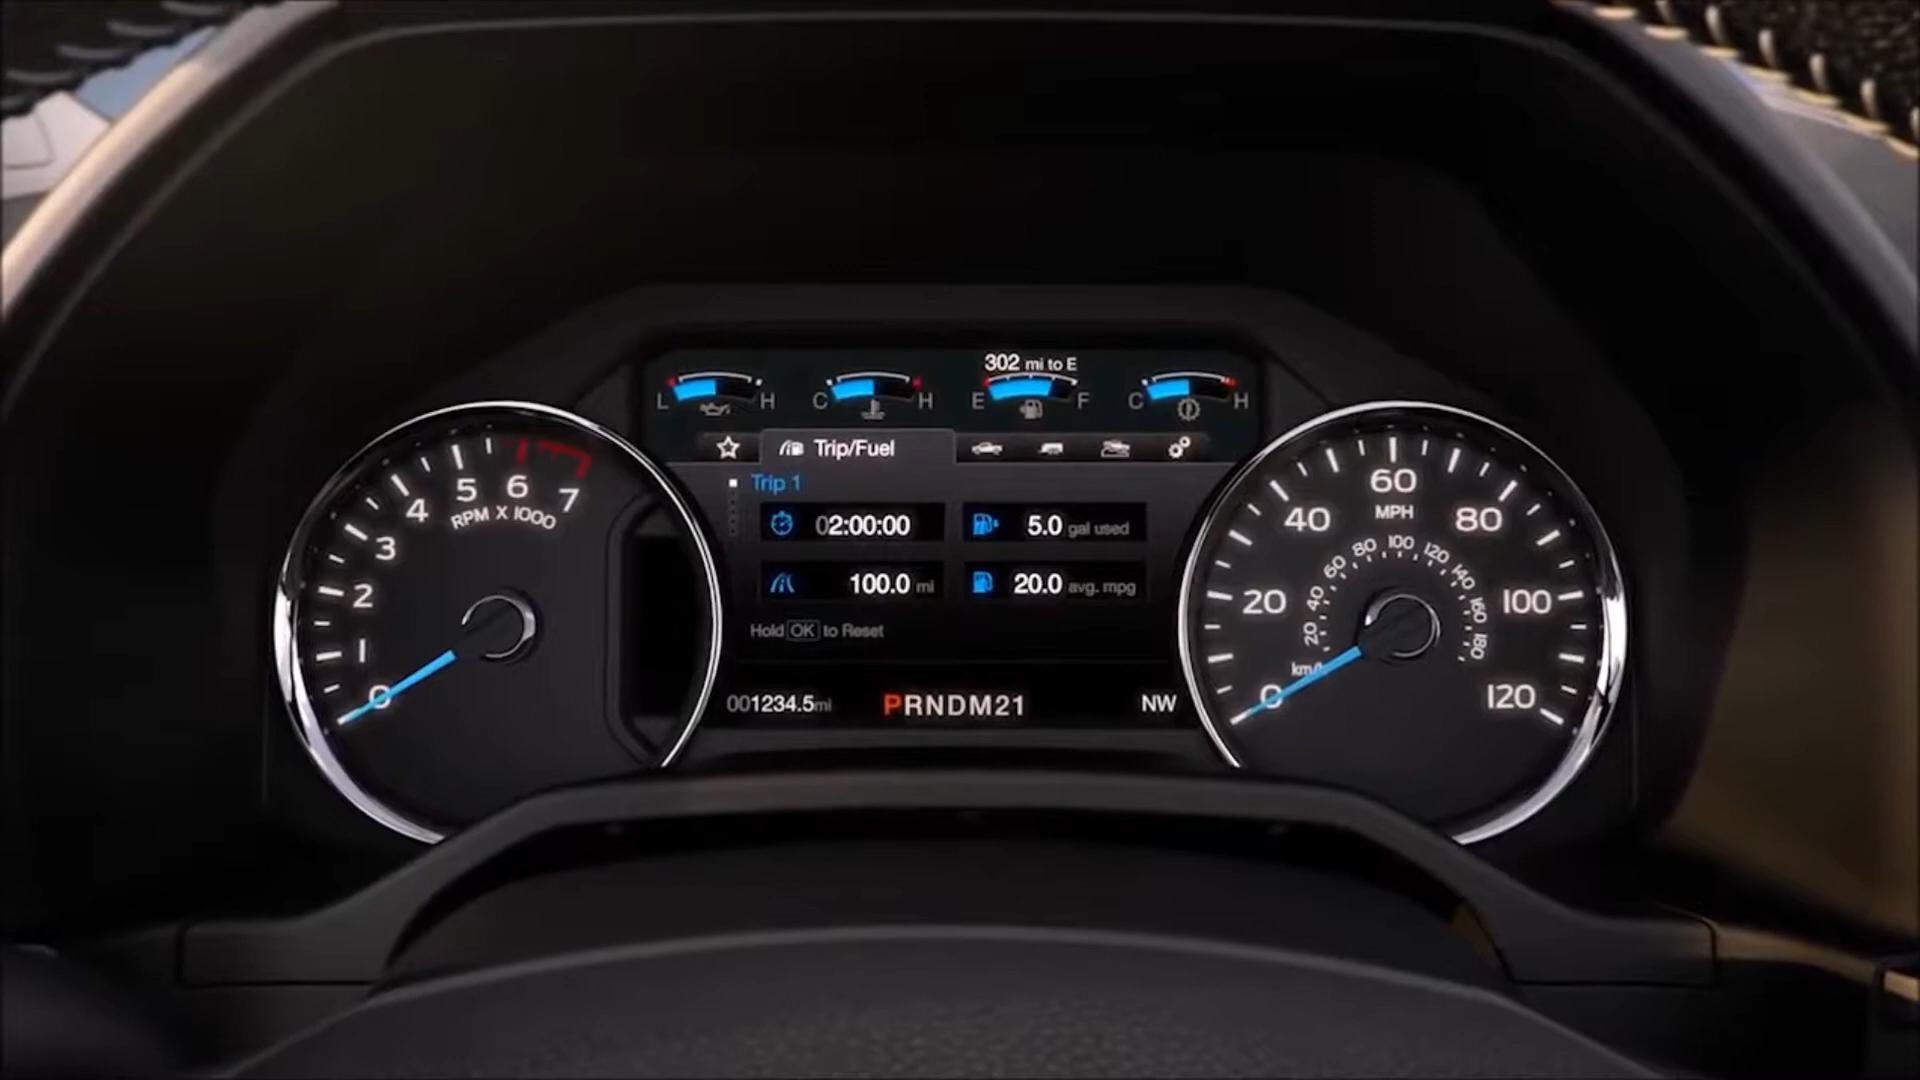 302 mi to E
L H C H E F C H
Trip/Fuel
Trip 1
02:00:00 5.0 gal used
100.0 mi 20.0 avg. mpg
Hold OK to Reset
001234.5mi PRNDM21 NW
0 1 2 3 4 5 6 7
RPM X 1000
0 20 40 60 80 100 120
MPH
20 40 60 80 100 120 140 160 180
km/h